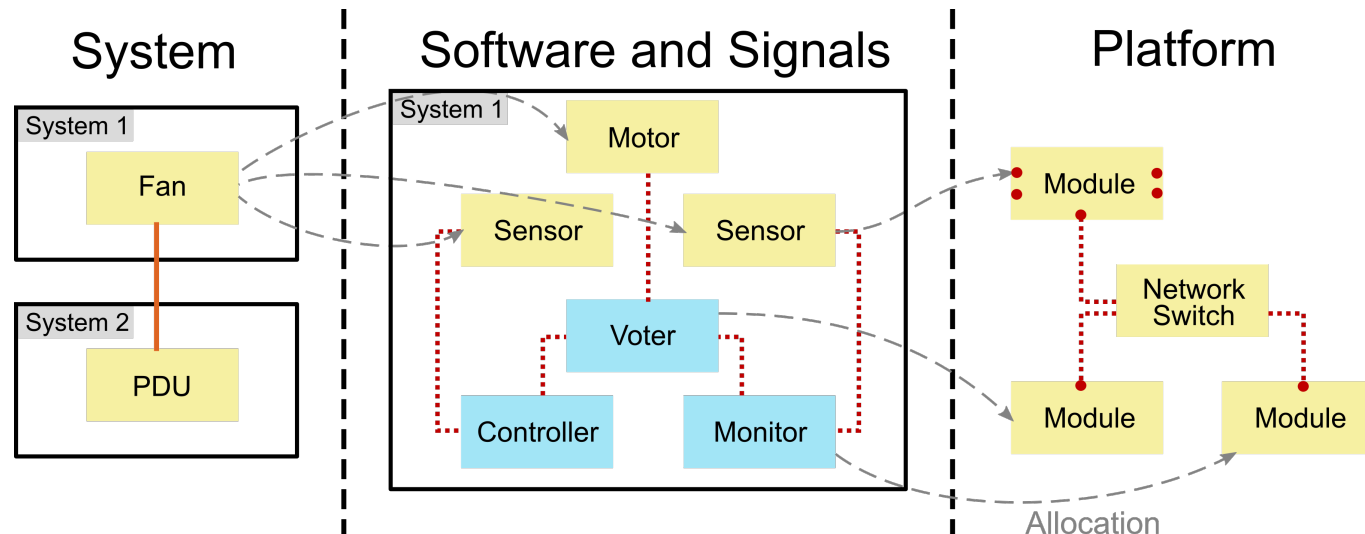 System
Software and Signals
Platform
System 1
Fan
System 2
PDU
System 1
Motor
Sensor
Sensor
Voter
Controller
Monitor
Module
Network
Switch
Module
Module
Allocation